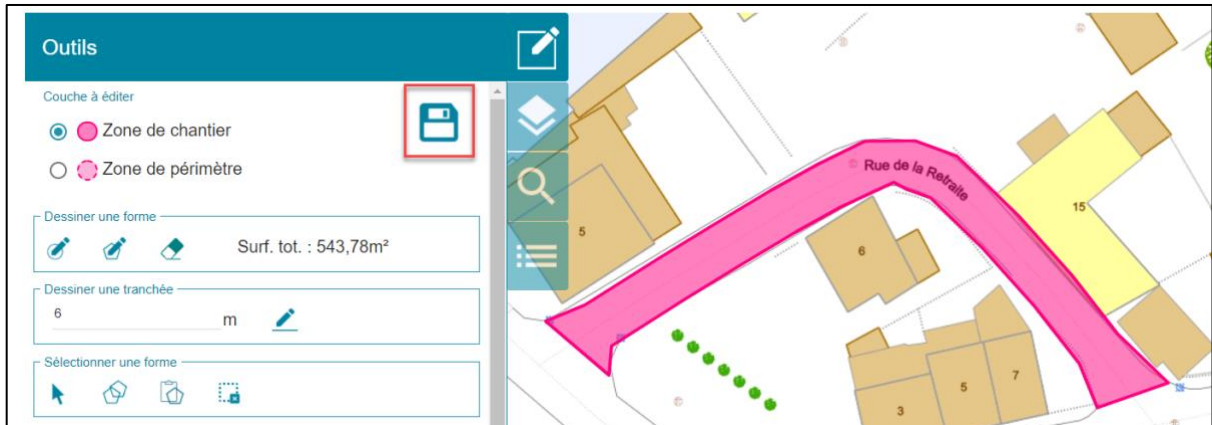 Outils
Couche à éditer
Zone de chantier
Zone de périmètre
Dessiner une forme
Surf. tot. : 543,78m²
Dessiner une tranchée
6 m
Sélectionner une forme
Rue de la Retraite
5
15
6
7
5
3